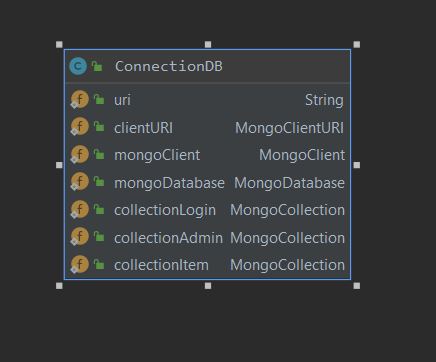 ConnectionDB
uri String
clientURI MongoClientURI
mongoClient MongoClient
mongoDatabase MongoDatabase
collectionLogin MongoCollection
collectionAdmin MongoCollection
collectionItem MongoCollection